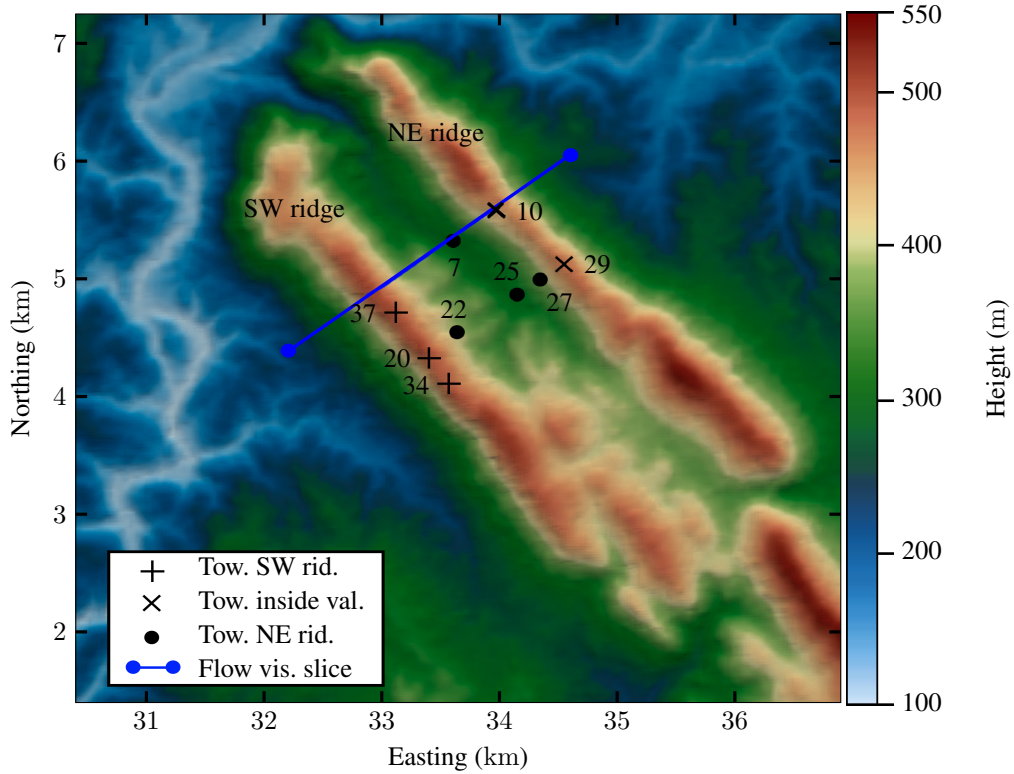 550
7
500
NE ridge
6
SW ridge
10
5
25
7
29
27
400
37
22
20
34
4
300
3
200
Tow. SW rid.
Tow. inside val.
Tow. NE rid.
Flow vis. slice
2
100
31 32 33 34 35 36
Easting (km)
Northing (km)
Height (m)